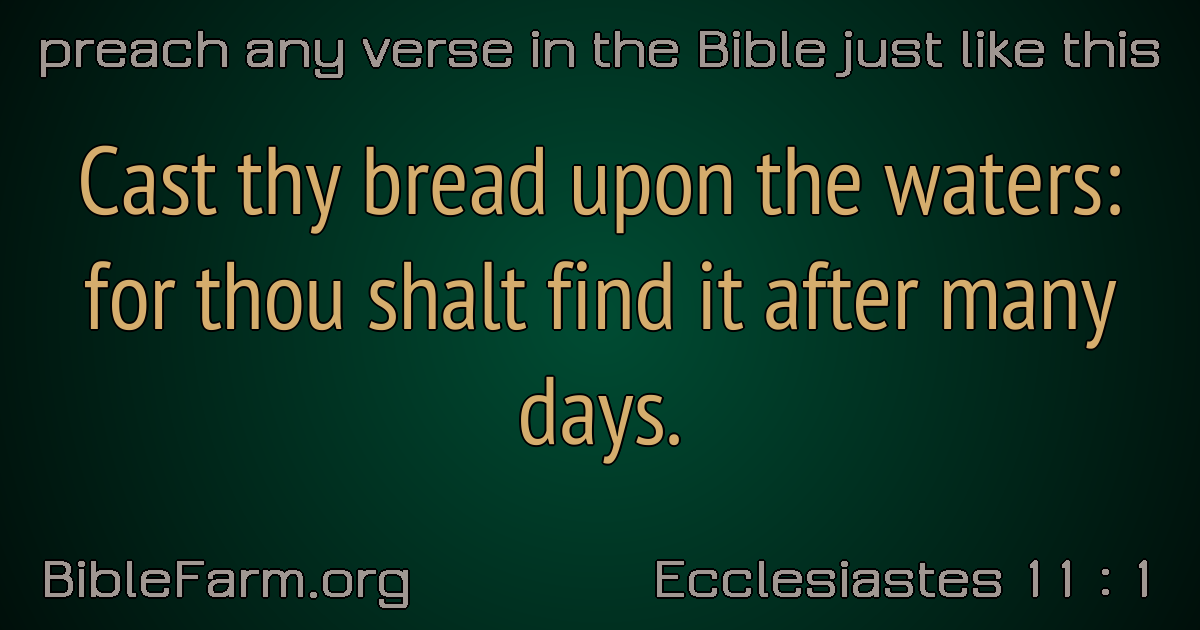 preach any verse in the Bible just like this
Cast thy bread upon the waters:
for thou shalt find it after many
days.
BibleFarm.org
Ecclesiastes 11 : 1